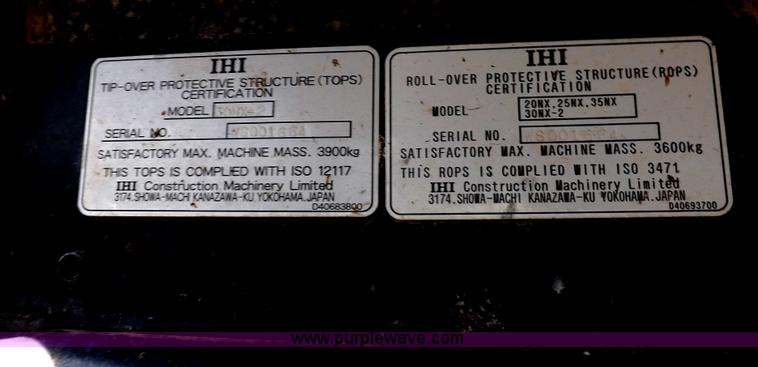 IHI
TIP-OVER PROTECTIVE STRUCTURE(TOPS)
CERTIFICATION
MODEL
SERIAL NO.
SATISFACTORY MAX. MACHINE MASS. 3900kg
THIS TOPS IS COMPLIED WITH ISO 12117
IHI Construction Machinery Limited
3174.SHOWA-MACHI KANAZAWA-KU YOKOHAMA.JAPAN
D40683800
IHI
ROLL-OVER PROTECTIVE STRUCTURE(ROPS)
CERTIFICATION
MODEL 20NX.25NX.35NX
30NX-2
SERIAL NO.
SATISFACTORY MAX. MACHINE MASS. 3600kg
THIS ROPS IS COMPLIED WITH ISO 3471
IHI Construction Machinery Limited
3174.SHOWA-MACHI KANAZAWA-KU YOKOHAMA.JAPAN
D40693700
www.purplewave.com